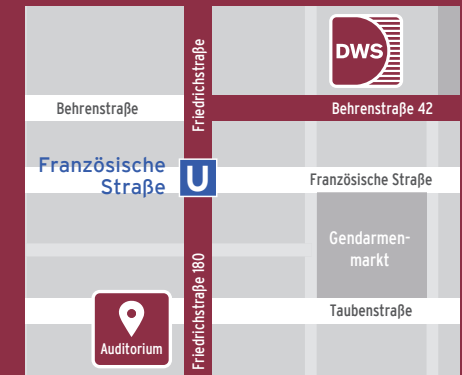 DWS
Friedrichstraße
Behrenstraße
Behrenstraße 42
Französische
Straße
U
Französische Straße
Gendarmen-
markt
Friedrichstraße 180
Taubenstraße
Auditorium